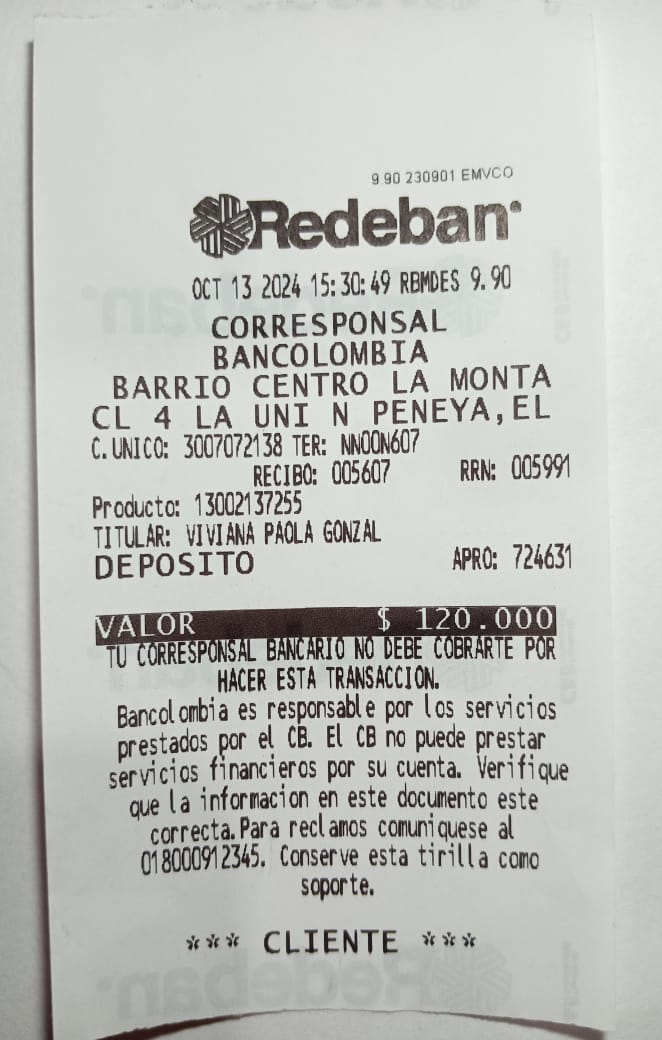 9.90 230901 EMVCO
Redeban
OCT 13 2024 15:30:49 RBMDES 9.90
CORRESPONSAL
BANCOLOMBIA
BARRIO CENTRO LA MONTA
CL 4 LA UNI N PENEYA,EL
C.UNICO: 3007072138 TER: NN00N607
RECIBO: 005607 RRN: 005991
Producto: 13002137255
TITULAR: VIVIANA PAOLA GONZAL
DEPOSITO APRO: 724631
VALOR $ 120.000
TU CORRESPONSAL BANCARIO NO DEBE COBRARTE POR
HACER ESTA TRANSACCION.
Bancolombia es responsable por los servicios
prestados por el CB. El CB no puede prestar
servicios financieros por su cuenta. Verifique
que la informacion en este documento este
correcta.Para reclamos comuniquese al
018000912345. Conserve esta tirilla como
soporte.
*** CLIENTE ***